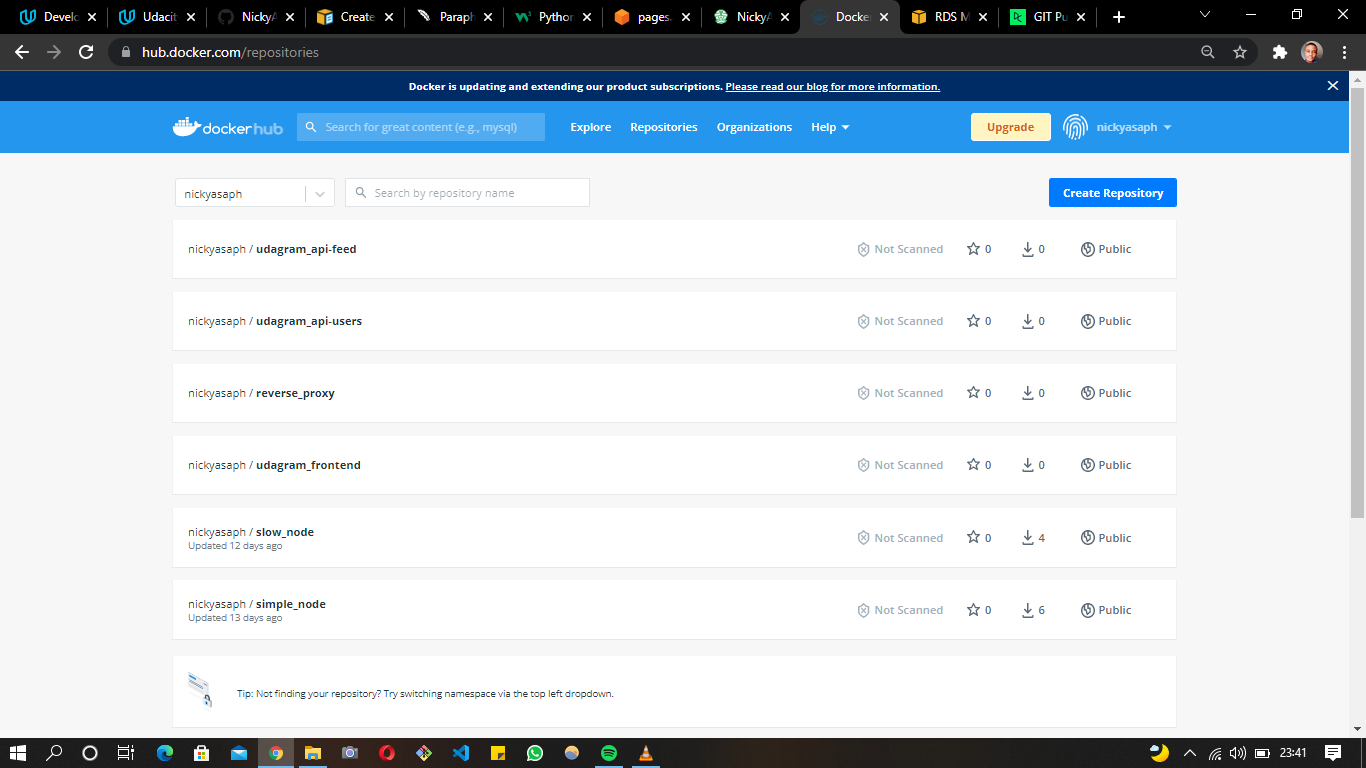 Develo
Udacit
NickyA
Create
Paraph
Python
pages.
NickyA
Docke
RDS M
GIT Pu
hub.docker.com/repositories
Docker is updating and extending our product subscriptions. Please read our blog for more information.
dockerhub
Search for great content (e.g., mysql)
Explore
Repositories
Organizations
Help
Upgrade
nickyasaph
nickyasaph
Search by repository name
Create Repository
nickyasaph / udagram_api-feed
Not Scanned
0
0
Public
nickyasaph / udagram_api-users
Not Scanned
0
0
Public
nickyasaph / reverse_proxy
Not Scanned
0
0
Public
nickyasaph / udagram_frontend
Not Scanned
0
0
Public
nickyasaph / slow_node
Updated 12 days ago
Not Scanned
0
4
Public
nickyasaph / simple_node
Updated 13 days ago
Not Scanned
0
6
Public
Tip: Not finding your repository? Try switching namespace via the top left dropdown.
23:41